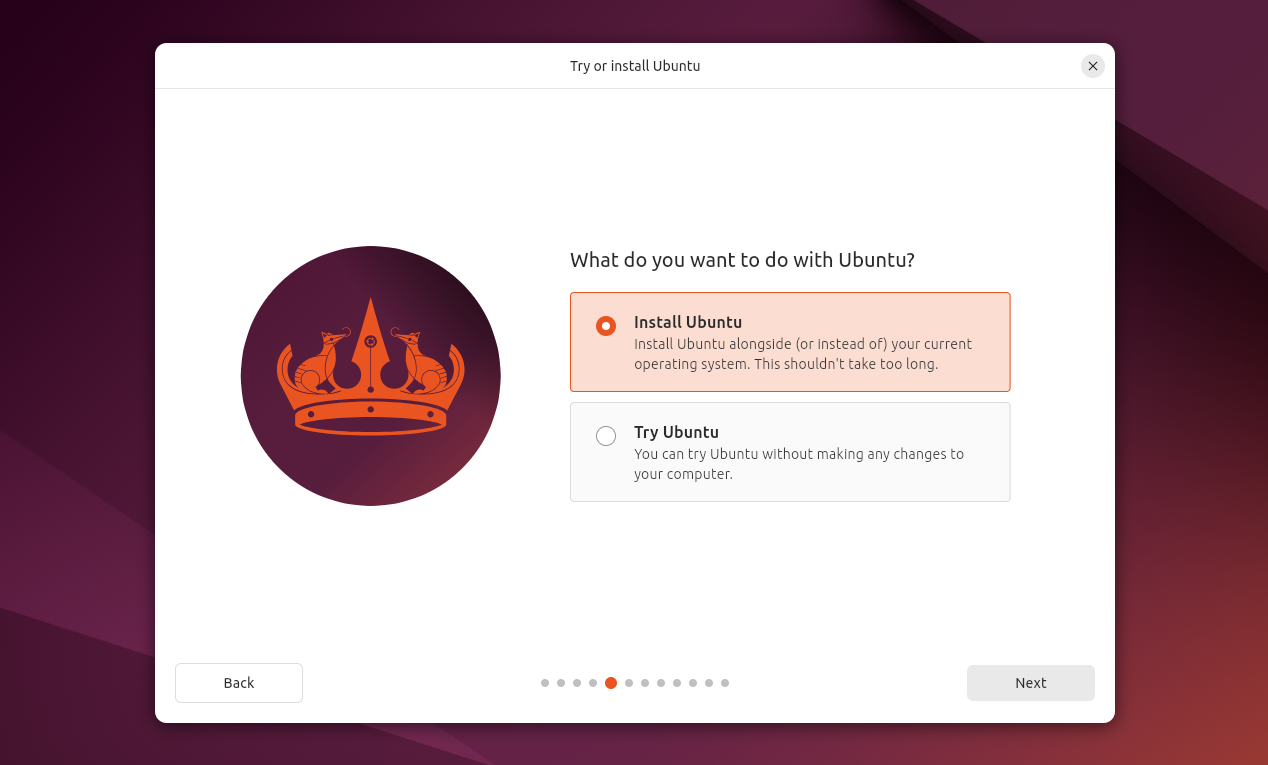 Try or install Ubuntu
What do you want to do with Ubuntu?
Install Ubuntu
Install Ubuntu alongside (or instead of) your current
operating system. This shouldn't take too long.
Try Ubuntu
You can try Ubuntu without making any changes to
your computer.
Back
Next